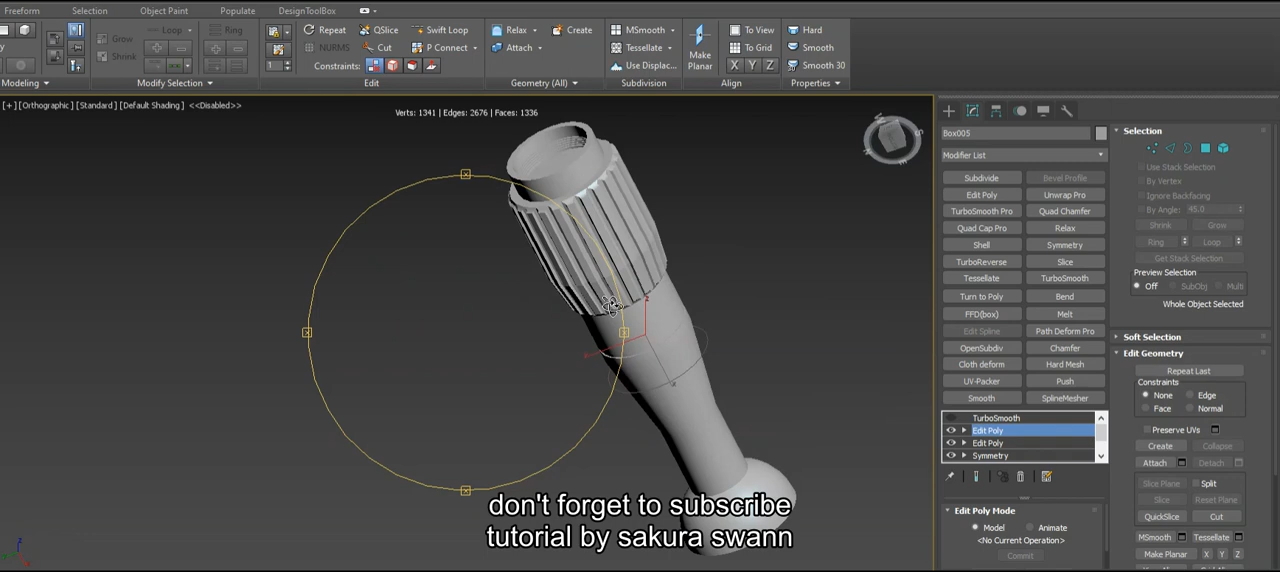 Freeform Selection Object Paint Populate DesignToolBox
Loop Ring Repeat QSlice Swift Loop Relax Create MSmooth To View Hard
Grow NURMS Cut P Connect Attach Tessellate Make Planar To Grid Smooth
Shrink 1 Constraints: Use Displac... X Y Z Smooth 30
Modeling Modify Selection Edit Geometry (All) Subdivision Align Properties
[+] [Orthographic] [Standard] [Default Shading] <<Disabled>>
Verts: 1341 | Edges: 2676 | Faces: 1336
Box005
Modifier List
Subdivide Bevel Profile
Edit Poly Unwrap Pro
TurboSmooth Pro Quad Chamfer
Quad Cap Pro Relax
Shell Symmetry
TurboReverse Slice
Tessellate TurboSmooth
Turn to Poly Bend
FFD(box) Melt
Edit Spline Path Deform Pro
OpenSubdiv Chamfer
Cloth deform Hard Mesh
UV-Packer Push
Smooth SplineMesher
TurboSmooth
Edit Poly
Edit Poly
Symmetry
Edit Poly Mode
Model Animate
<No Current Operation>
Commit
Selection
Use Stack Selection
By Vertex
Ignore Backfacing
By Angle: 45.0
Shrink Grow
Ring Loop
Get Stack Selection
Preview Selection
Off SubObj Multi
Whole Object Selected
Soft Selection
Edit Geometry
Repeat Last
Constraints
None Edge
Face Normal
Preserve UVs
Create Collapse
Attach Detach
Slice Plane Split
Slice Reset Plane
QuickSlice Cut
MSmooth Tessellate
Make Planar X Y Z
don't forget to subscribe
tutorial by sakura swann